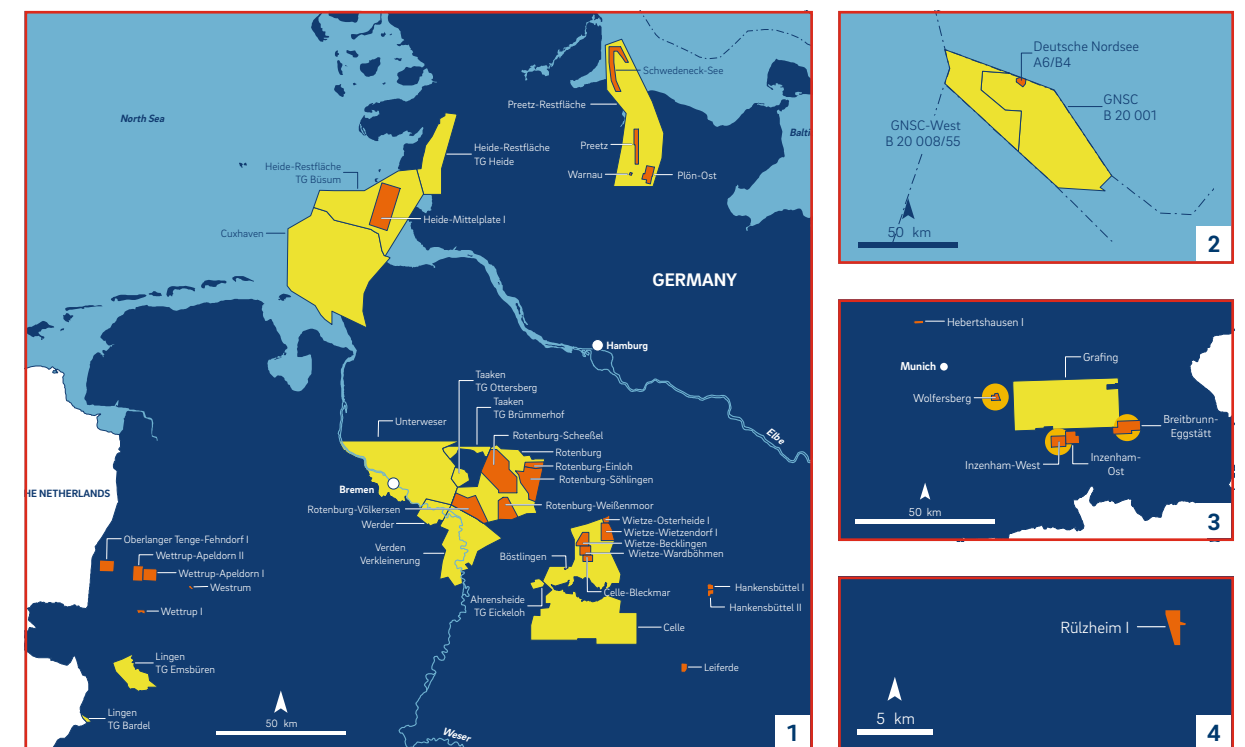 North Sea
Schwedeneck-See
Preetz-Restfläche
Heide-Restfläche
TG Heide
Preetz
Heide-Restfläche
TG Büsum
Warnau
Plön-Ost
Heide-Mittelplate I
Cuxhaven
Balti
GERMANY
Hamburg
Taaken
TG Ottersberg
Taaken
TG Brümmerhof
Unterweser
Rotenburg-Scheeßel
Elbe
Rotenburg
Rotenburg-Einloh
Rotenburg-Söhlingen
Bremen
HE NETHERLANDS
Rotenburg-Völkersen
Rotenburg-Weißenmoor
Werder
Wietze-Osterheide I
Wietze-Wietzendorf I
Wietze-Becklingen
Wietze-Wardböhmen
Oberlanger Tenge-Fehndorf I
Wettrup-Apeldorn II
Verden
Verkleinerung
Böstlingen
Wettrup-Apeldorn I
Westrum
Celle-Bleckmar
Hankensbüttel I
Ahrensheide
TG Eickeloh
Hankensbüttel II
Wettrup I
Celle
Lingen
TG Emsbüren
Leiferde
Lingen
TG Bardel
50 km
Weser
1
Deutsche Nordsee
A6/B4
GNSC
B 20 001
GNSC-West
B 20 008/55
50 km
2
Hebertshausen I
Grafing
Munich
Wolfersberg
Breitbrunn-
Eggstätt
Inzenham-West
Inzenham-
Ost
50 km
3
Rülzheim I
5 km
4